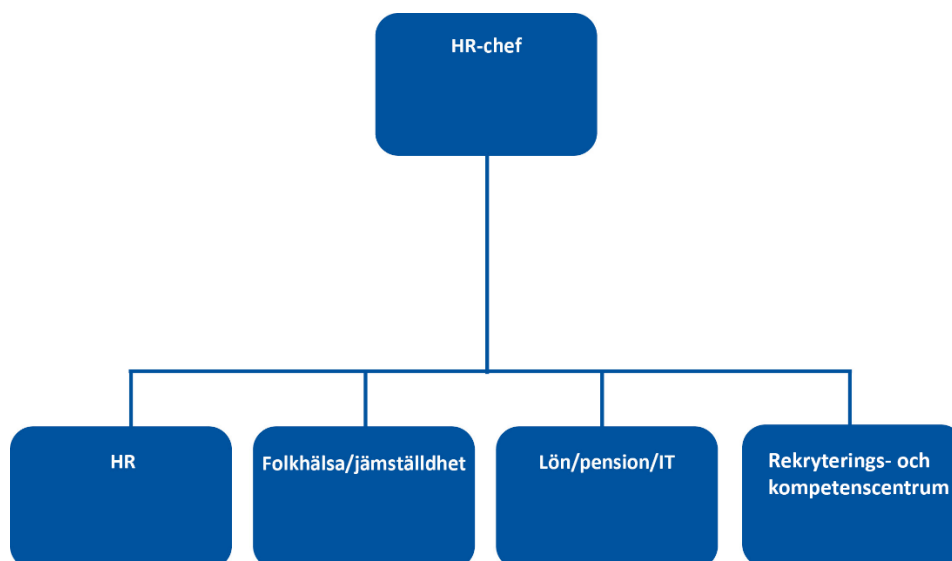 HR-chef
HR
Folkhälsa/jämställdhet
Lön/pension/IT
Rekryterings- och
kompetenscentrum